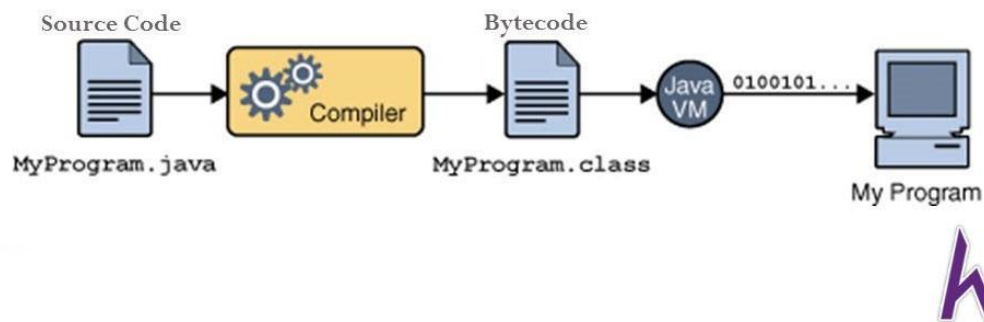 Source Code
Bytecode
Compiler
Java
VM
0100101...
MyProgram.java
MyProgram.class
My Program